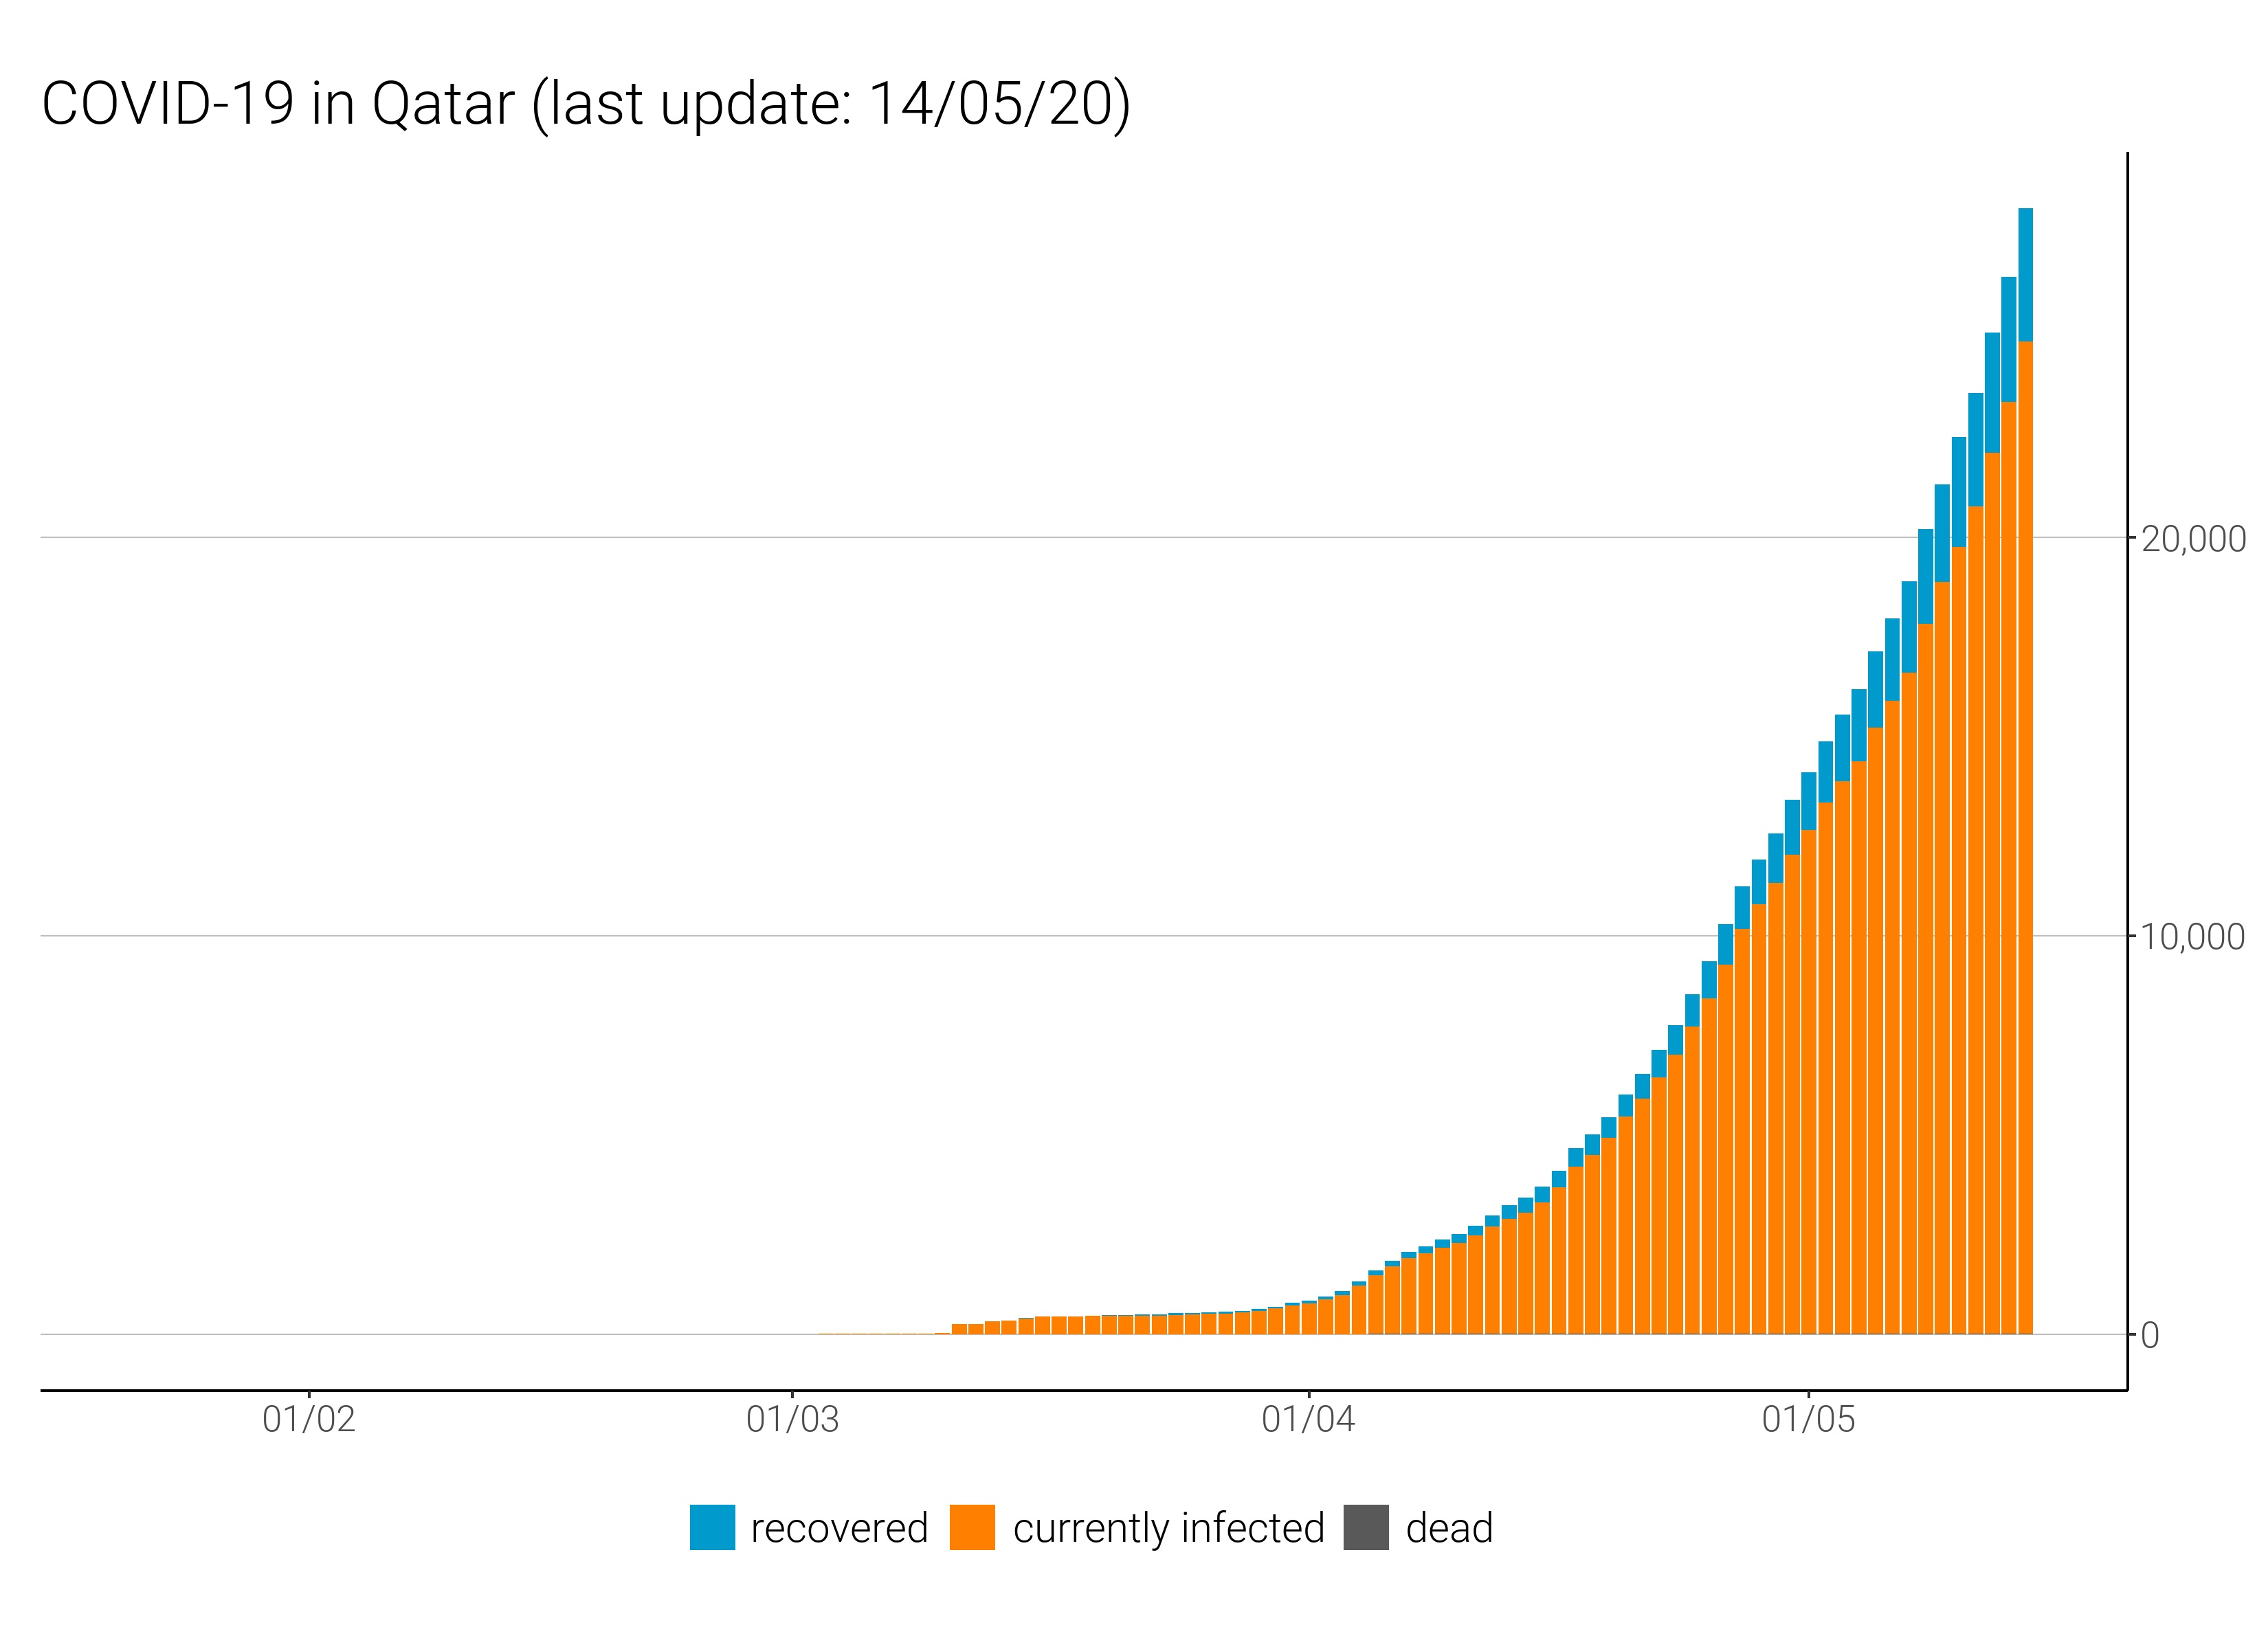 COVID-19 in Qatar (last update: 14/05/20)
20,000
10,000
0
01/02 01/03 01/04 01/05
recovered currently infected dead